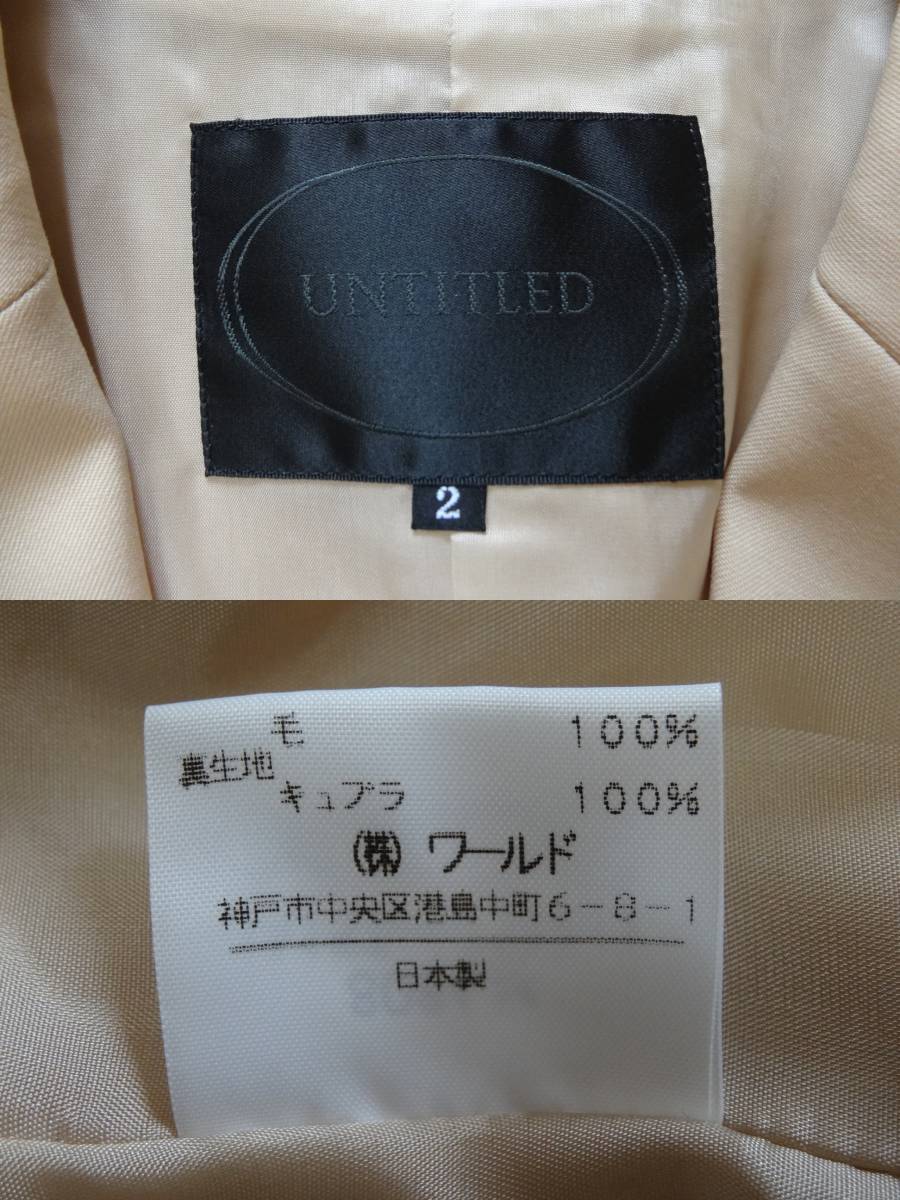 UNTITLED
2
毛 100%
裏生地
キュプラ 100%
(株) ワールド
神戸市中央区港島中町6-8-1
日本製